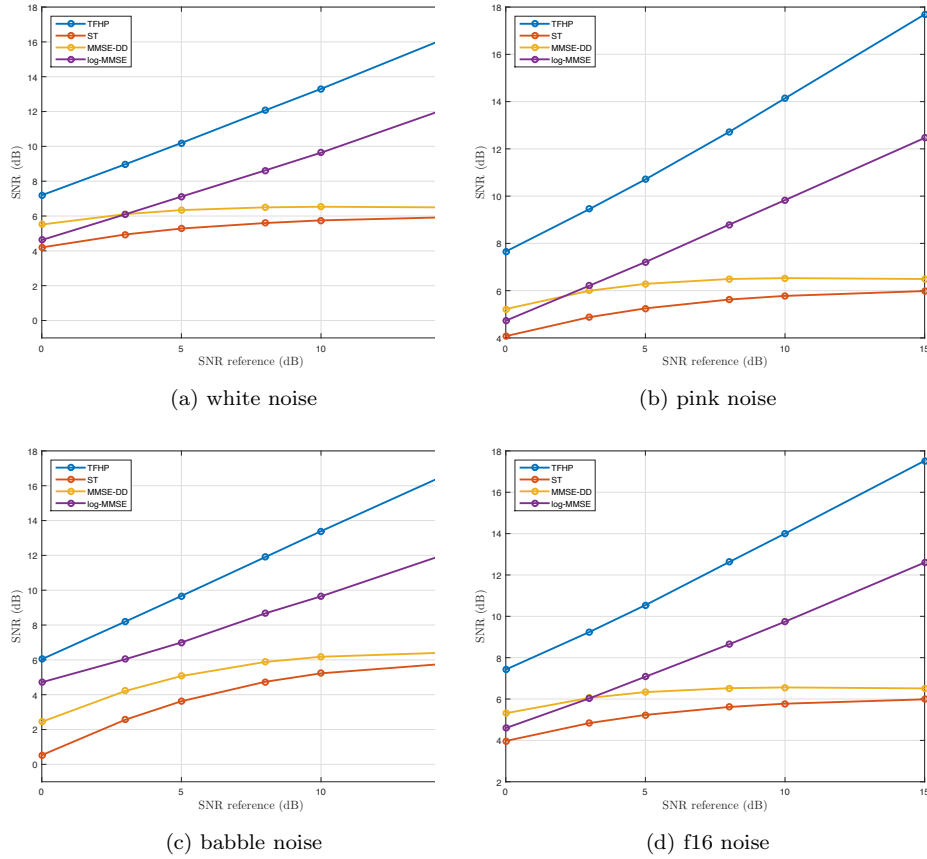 18
16
14
12
10
8
6
4
2
0
SNR (dB)
TFHP
ST
MMSE-DD
log-MMSE
0 5 10
SNR reference (dB)
(a) white noise
18
16
14
12
10
8
6
4
SNR (dB)
TFHP
ST
MMSE-DD
log-MMSE
0 5 10 15
SNR reference (dB)
(b) pink noise
18
16
14
12
10
8
6
4
2
0
SNR (dB)
TFHP
ST
MMSE-DD
log-MMSE
0 5 10
SNR reference (dB)
(c) babble noise
18
16
14
12
10
8
6
4
2
SNR (dB)
TFHP
ST
MMSE-DD
log-MMSE
0 5 10 15
SNR reference (dB)
(d) f16 noise